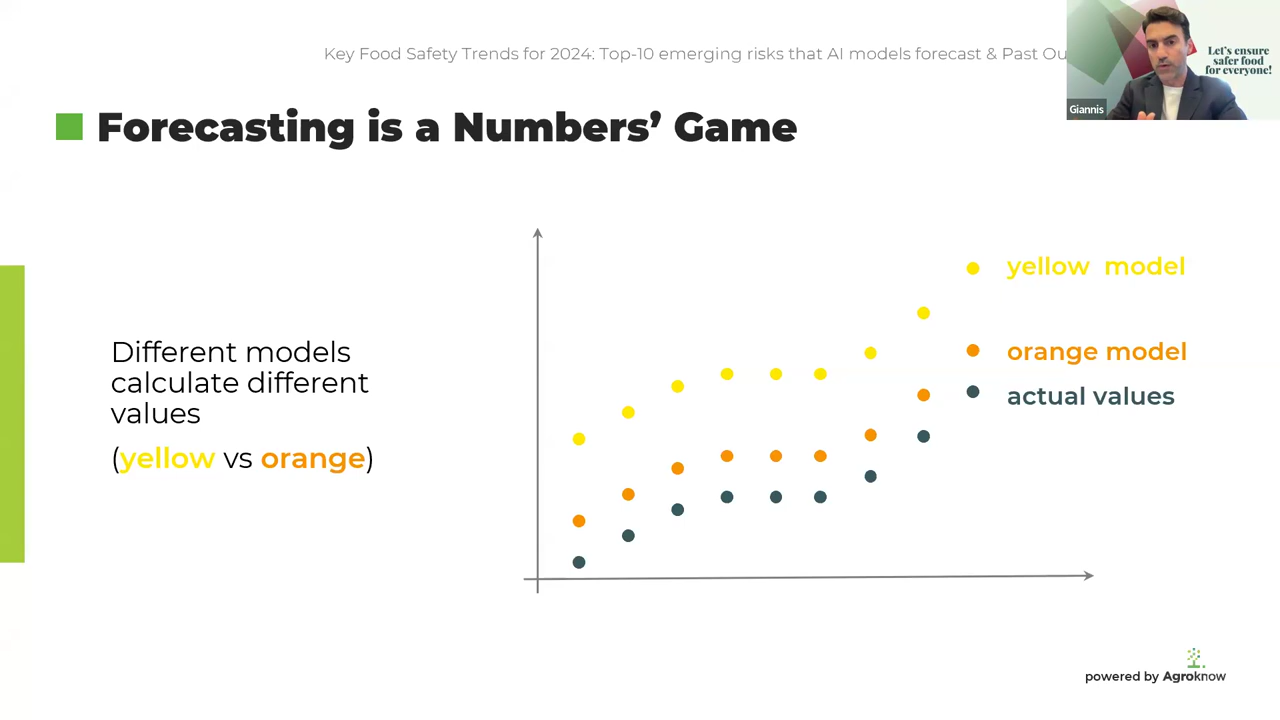 Key Food Safety Trends for 2024: Top-10 emerging risks that AI models forecast & Past Ou
Let's ensure
safer food
for everyone!
Giannis
Forecasting is a Numbers' Game
yellow model
Different models
calculate different
values
(yellow vs orange)
orange model
actual values
powered by Agroknow